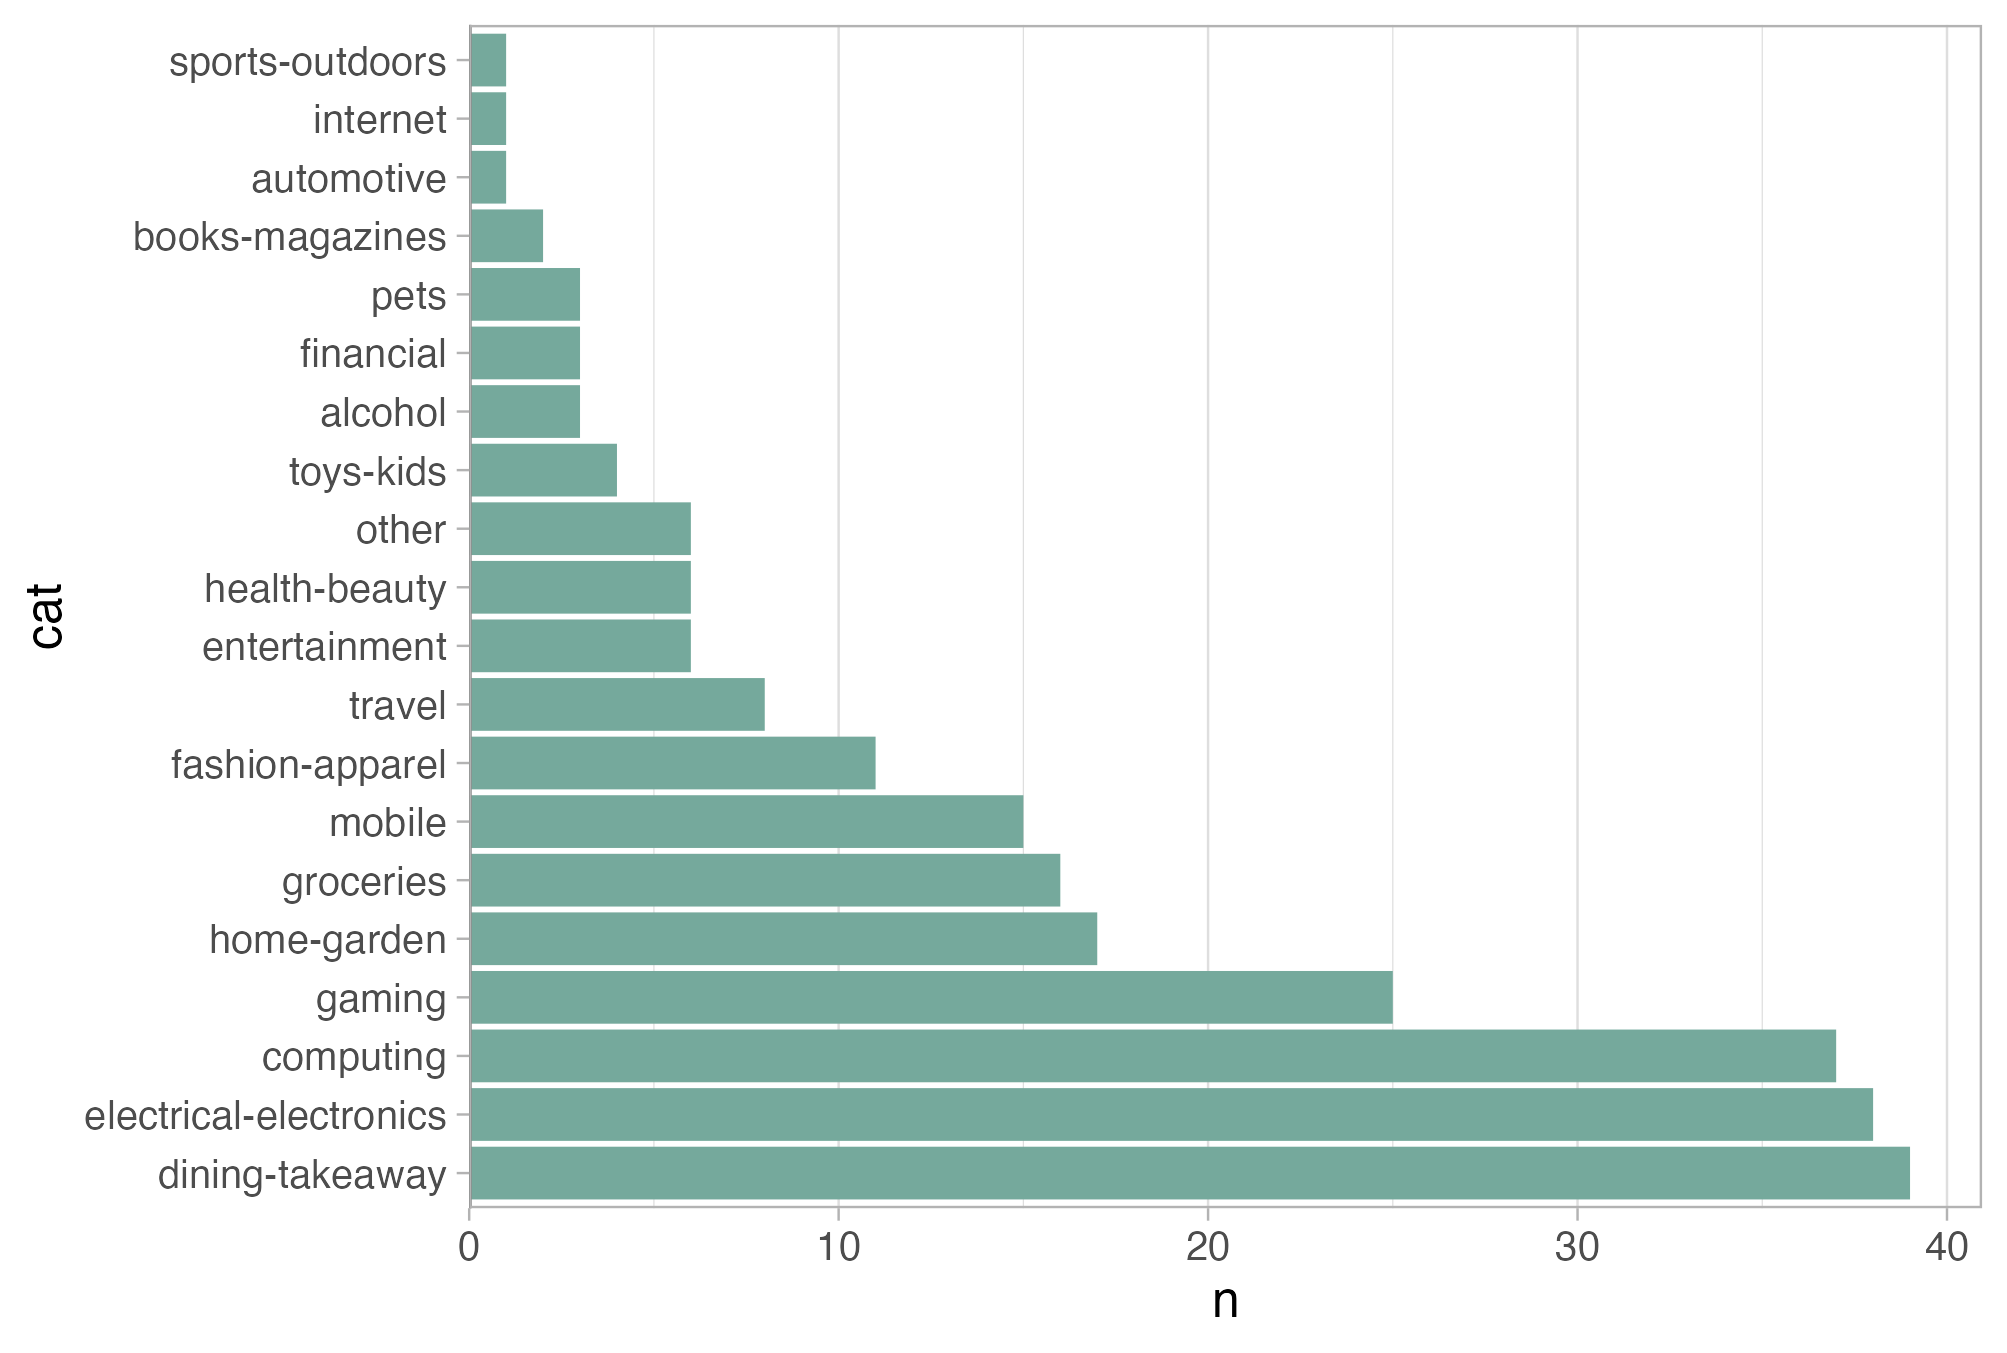 sports-outdoors
internet
automotive
books-magazines
pets
financial
alcohol
toys-kids
other
health-beauty
entertainment
travel
fashion-apparel
mobile
groceries
home-garden
gaming
computing
electrical-electronics
dining-takeaway
cat
0 10 20 30 40
n